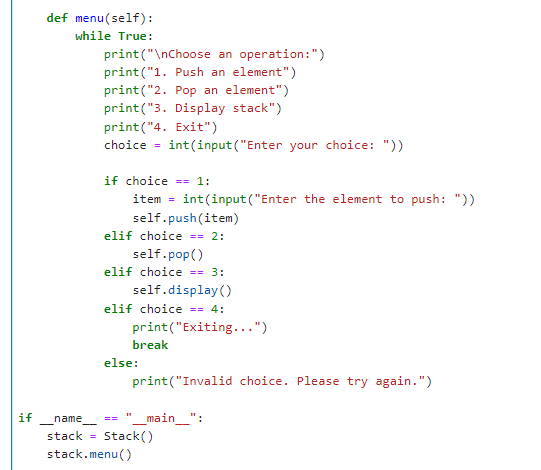 def menu(self):
while True:
print("\nChoose an operation:")
print("1. Push an element")
print("2. Pop an element")
print("3. Display stack")
print("4. Exit")
choice = int(input("Enter your choice: "))
if choice == 1:
item = int(input("Enter the element to push: "))
self.push(item)
elif choice == 2:
self.pop()
elif choice == 3:
self.display()
elif choice == 4:
print("Exiting...")
break
else:
print("Invalid choice. Please try again.")
if __name__ == "__main__":
stack = Stack()
stack.menu()